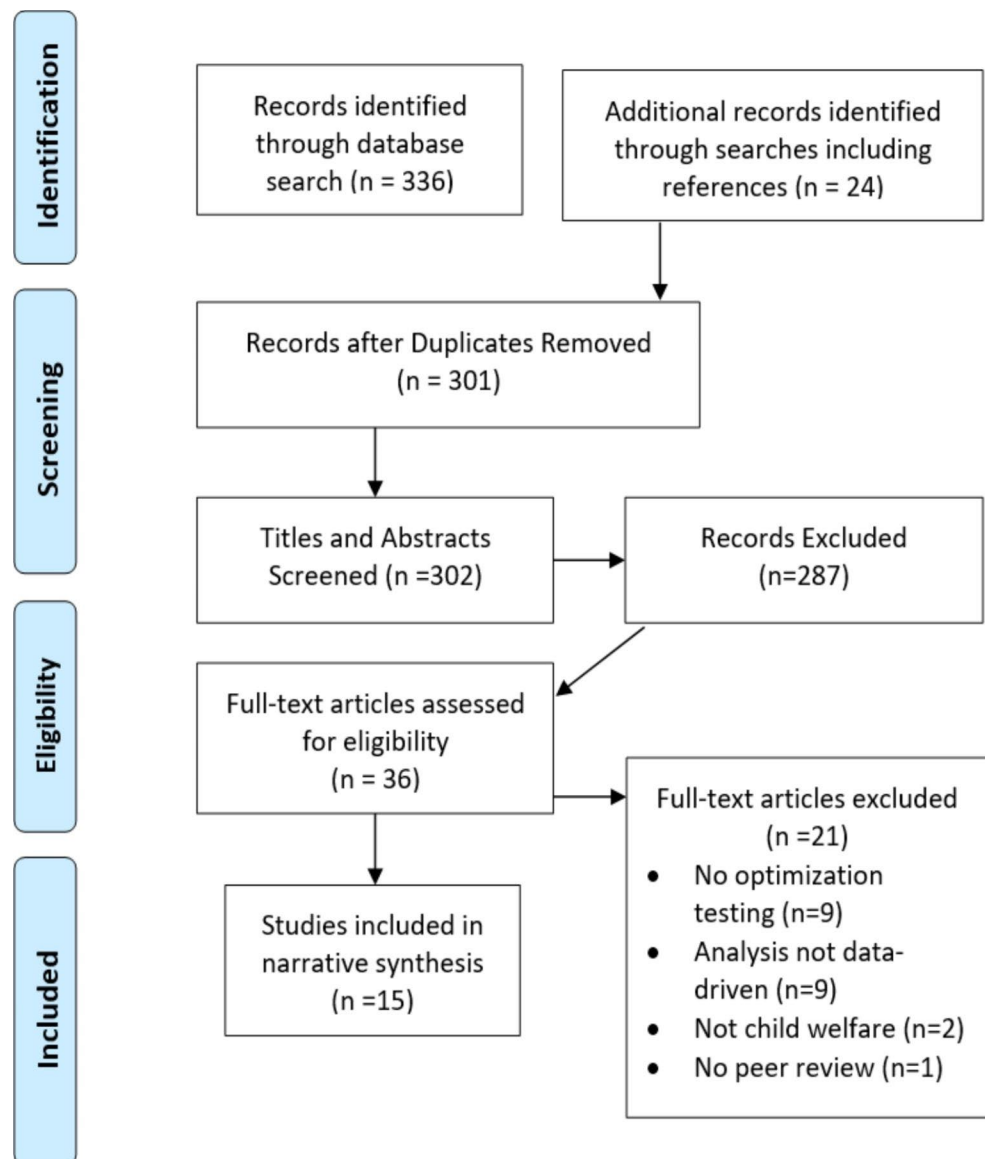 Identification
Records identified
through database
search (n = 336)
Additional records identified
through searches including
references (n = 24)
Screening
Records after Duplicates Removed
(n = 301)
Titles and Abstracts
Screened (n =302)
Records Excluded
(n=287)
Eligibility
Full-text articles assessed
for eligibility
(n = 36)
Full-text articles excluded
(n =21)
• No optimization
testing (n=9)
• Analysis not data-
driven (n=9)
• Not child welfare (n=2)
• No peer review (n=1)
Included
Studies included in
narrative synthesis
(n =15)